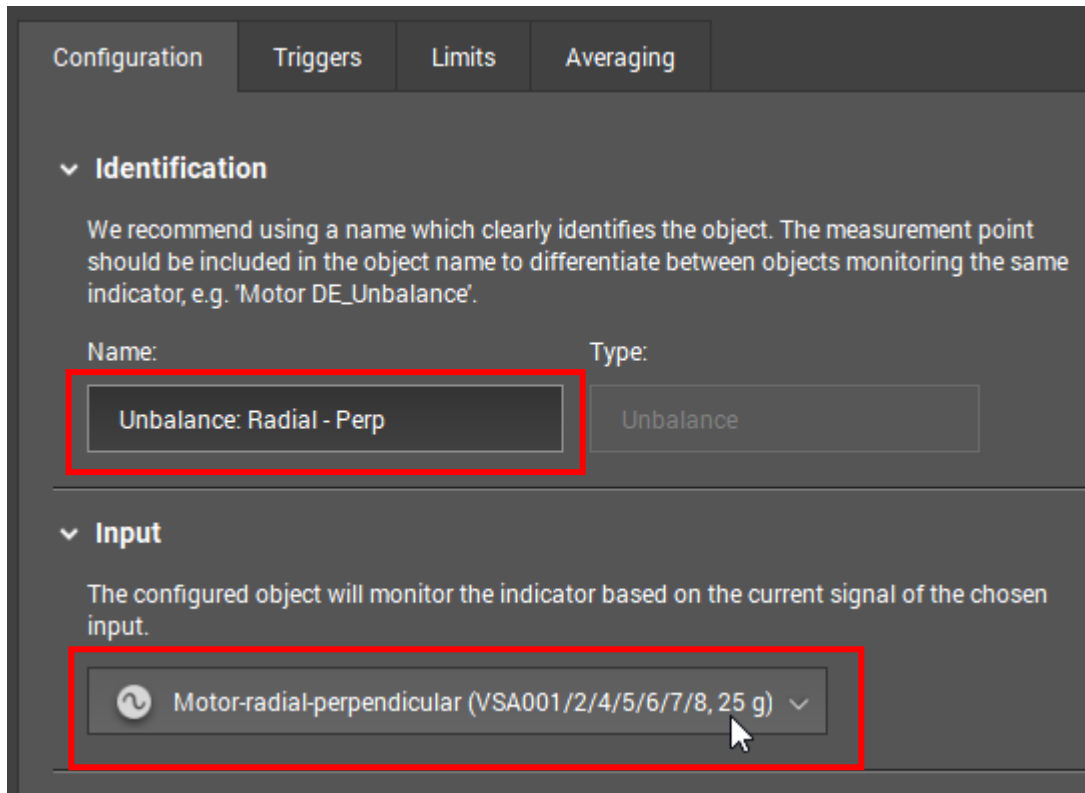 Configuration Triggers Limits Averaging
Identification
We recommend using a name which clearly identifies the object. The measurement point
should be included in the object name to differentiate between objects monitoring the same
indicator, e.g. 'Motor DE_Unbalance'.
Name: Type:
Unbalance: Radial - Perp Unbalance
Input
The configured object will monitor the indicator based on the current signal of the chosen
input.
Motor-radial-perpendicular (VSA001/2/4/5/6/7/8, 25 g)